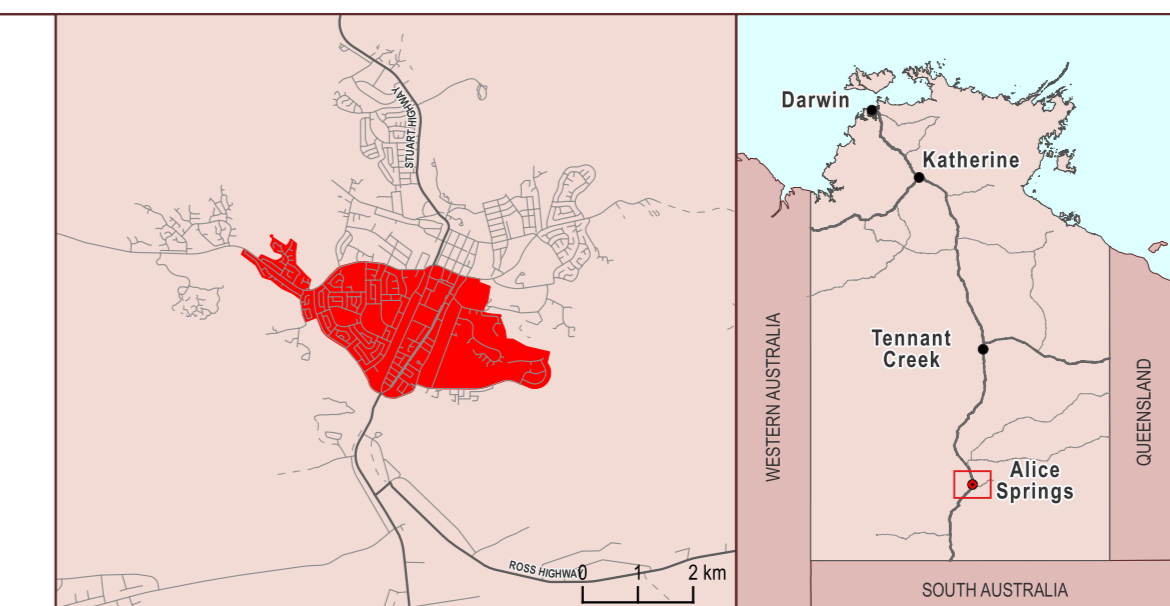 STUART HIGHWAY
ROSS HIGHWAY
0 1 2 km
Darwin
Katherine
Tennant
Creek
Alice
Springs
WESTERN AUSTRALIA
QUEENSLAND
SOUTH AUSTRALIA